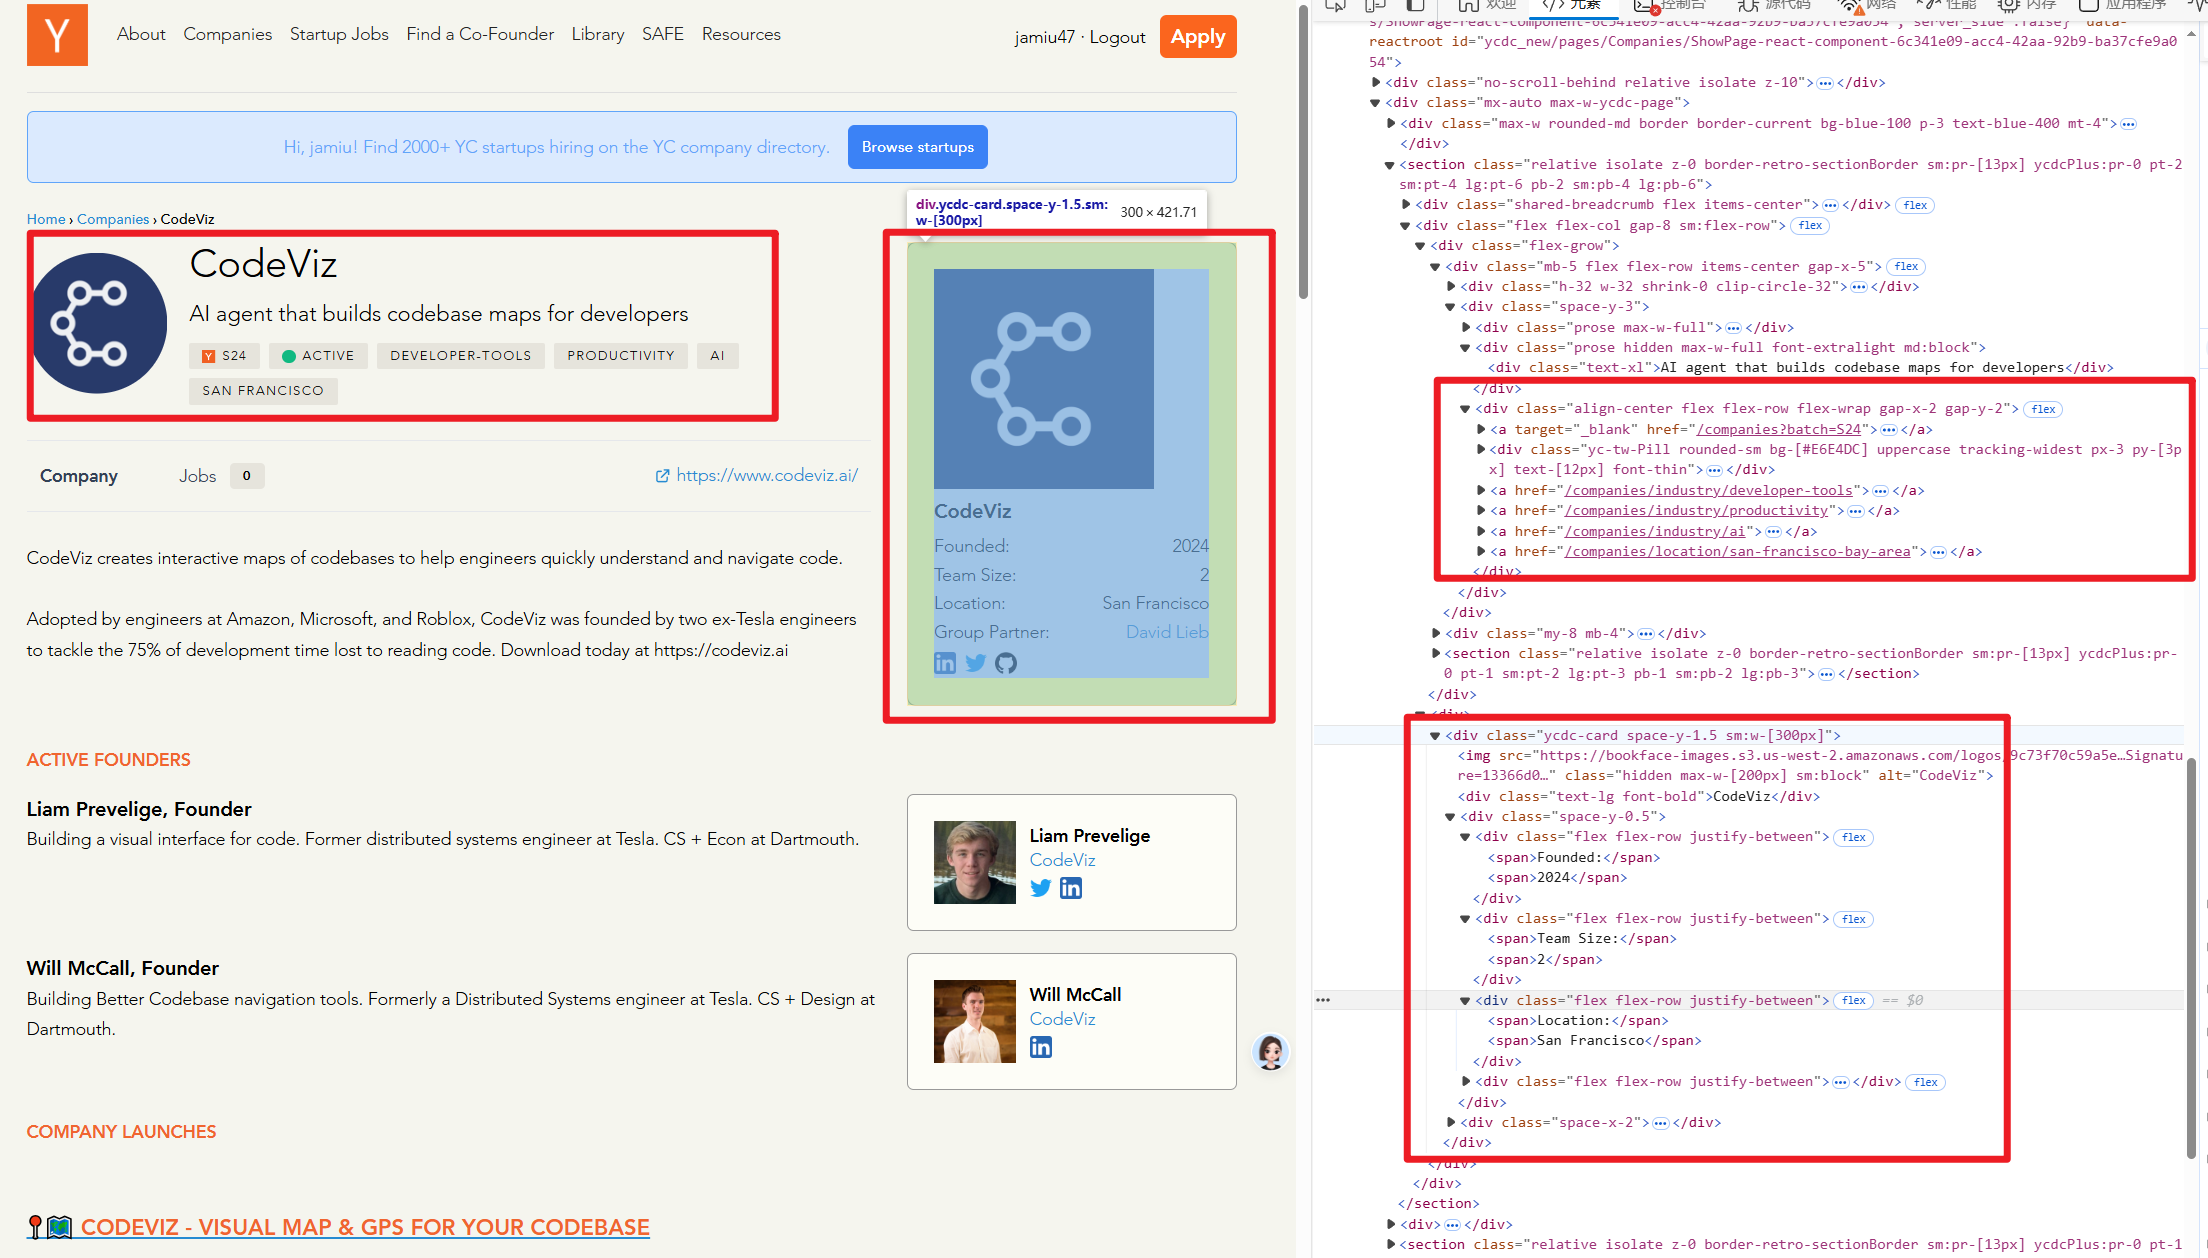 Y
About Companies Startup Jobs Find a Co-Founder Library SAFE Resources
jamiu47 · Logout Apply
Hi, jamiu! Find 2000+ YC startups hiring on the YC company directory. Browse startups
Home › Companies › CodeViz
CodeViz
AI agent that builds codebase maps for developers
Y S24 ACTIVE DEVELOPER-TOOLS PRODUCTIVITY AI
SAN FRANCISCO
Company Jobs 0 https://www.codeviz.ai/
CodeViz creates interactive maps of codebases to help engineers quickly understand and navigate code.
Adopted by engineers at Amazon, Microsoft, and Roblox, CodeViz was founded by two ex-Tesla engineers
to tackle the 75% of development time lost to reading code. Download today at https://codeviz.ai
div.ycdc-card.space-y-1.5.sm:
w-[300px] 300 × 421.71
CodeViz
Founded: 2024
Team Size: 2
Location: San Francisco
Group Partner: David Lieb
in
ACTIVE FOUNDERS
Liam Prevelige, Founder
Building a visual interface for code. Former distributed systems engineer at Tesla. CS + Econ at Dartmouth.
Liam Prevelige
CodeViz
in
Will McCall, Founder
Building Better Codebase navigation tools. Formerly a Distributed Systems engineer at Tesla. CS + Design at
Dartmouth.
Will McCall
CodeViz
in
COMPANY LAUNCHES
CODEVIZ - VISUAL MAP & GPS FOR YOUR CODEBASE
欢迎 </> 元素 控制台 源代码 网络 性能 内存 应用程序
s/ShowPage-react-component-6c341e09-acc4-42aa-92b9-ba37cfe9a054","server_side":false}" data-
reactroot id="ycdc_new/pages/Companies/ShowPage-react-component-6c341e09-acc4-42aa-92b9-ba37cfe9a0
54">
<div class="no-scroll-behind relative isolate z-10">…</div>
<div class="mx-auto max-w-ycdc-page">
<div class="max-w rounded-md border border-current bg-blue-100 p-3 text-blue-400 mt-4">…
</div>
<section class="relative isolate z-0 border-retro-sectionBorder sm:pr-[13px] ycdcPlus:pr-0 pt-2
sm:pt-4 lg:pt-6 pb-2 sm:pb-4 lg:pb-6">
<div class="shared-breadcrumb flex items-center">…</div> flex
<div class="flex flex-col gap-8 sm:flex-row"> flex
<div class="flex-grow">
<div class="mb-5 flex flex-row items-center gap-x-5"> flex
<div class="h-32 w-32 shrink-0 clip-circle-32">…</div>
<div class="space-y-3">
<div class="prose max-w-full">…</div>
<div class="prose hidden max-w-full font-extralight md:block">
<div class="text-xl">AI agent that builds codebase maps for developers</div>
</div>
<div class="align-center flex flex-row flex-wrap gap-x-2 gap-y-2"> flex
<a target="_blank" href="/companies?batch=S24">…</a>
<div class="yc-tw-Pill rounded-sm bg-[#E6E4DC] uppercase tracking-widest px-3 py-[3p
x] text-[12px] font-thin">…</div>
<a href="/companies/industry/developer-tools">…</a>
<a href="/companies/industry/productivity">…</a>
<a href="/companies/industry/ai">…</a>
<a href="/companies/location/san-francisco-bay-area">…</a>
</div>
</div>
</div>
<div class="my-8 mb-4">…</div>
<section class="relative isolate z-0 border-retro-sectionBorder sm:pr-[13px] ycdcPlus:pr-
0 pt-1 sm:pt-2 lg:pt-3 pb-1 sm:pb-2 lg:pb-3">…</section>
</div>
<div>
<div class="ycdc-card space-y-1.5 sm:w-[300px]">
<img src="https://bookface-images.s3.us-west-2.amazonaws.com/logos/9c73f70c59a5e…Signatu
re=13366d0…" class="hidden max-w-[200px] sm:block" alt="CodeViz">
<div class="text-lg font-bold">CodeViz</div>
<div class="space-y-0.5">
<div class="flex flex-row justify-between"> flex
<span>Founded:</span>
<span>2024</span>
</div>
<div class="flex flex-row justify-between"> flex
<span>Team Size:</span>
<span>2</span>
</div>
••• <div class="flex flex-row justify-between"> flex == $0
<span>Location:</span>
<span>San Francisco</span>
</div>
<div class="flex flex-row justify-between">…</div> flex
</div>
<div class="space-x-2">…</div>
</div>
</div>
</div>
</section>
<div>…</div>
<section class="relative isolate z-0 border-retro-sectionBorder sm:pr-[13px] ycdcPlus:pr-0 pt-1